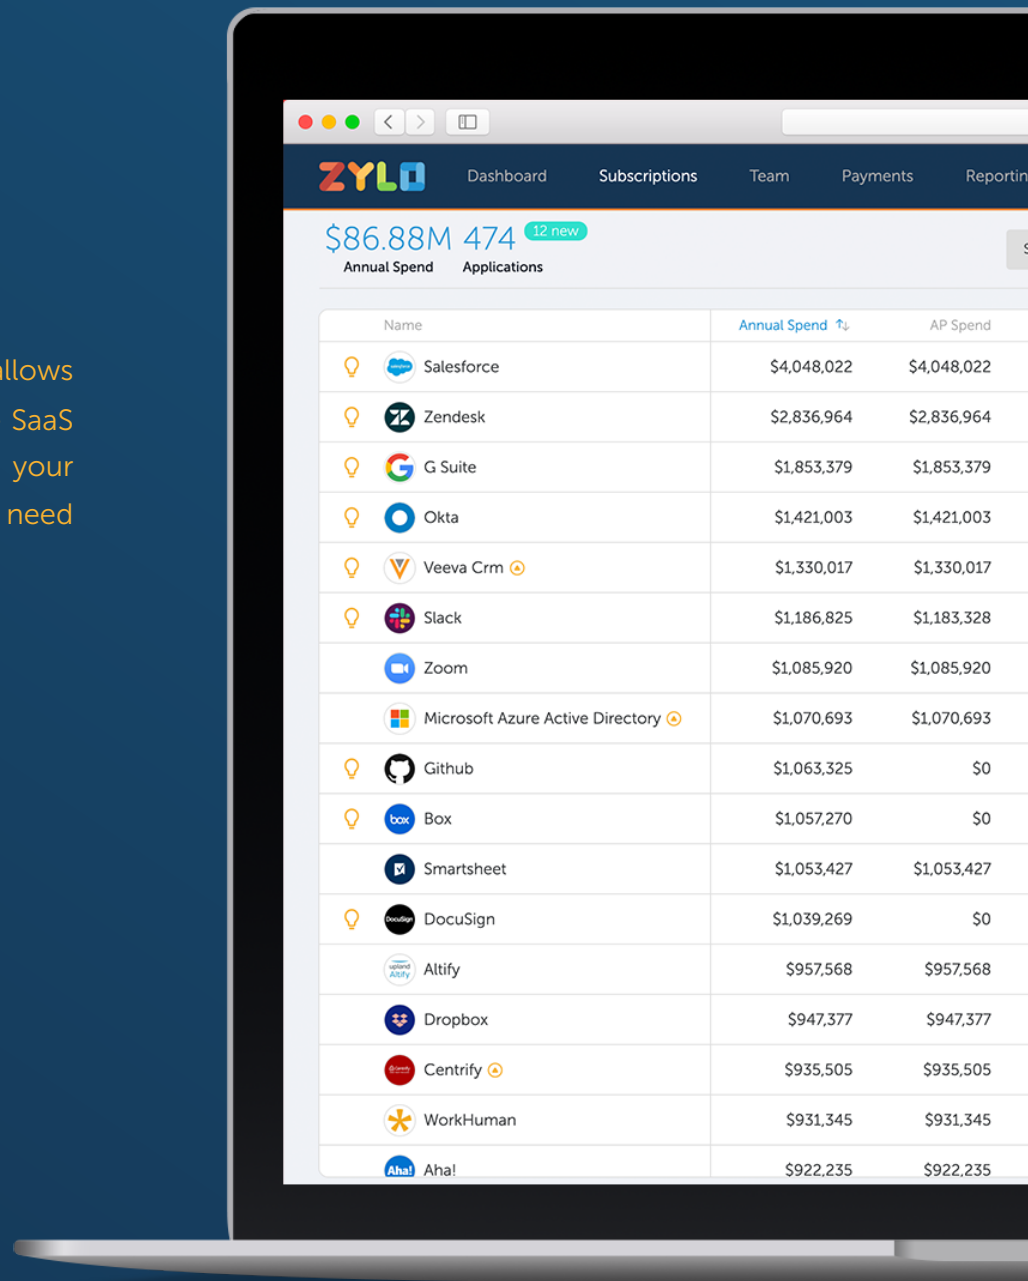 allows
SaaS
your
need
ZYLO Dashboard Subscriptions Team Payments Reportin
$86.88M 474 12 new
Annual Spend Applications
S
Name Annual Spend AP Spend
Salesforce $4,048,022 $4,048,022
Zendesk $2,836,964 $2,836,964
G Suite $1,853,379 $1,853,379
Okta $1,421,003 $1,421,003
Veeva Crm $1,330,017 $1,330,017
Slack $1,186,825 $1,183,328
Zoom $1,085,920 $1,085,920
Microsoft Azure Active Directory $1,070,693 $1,070,693
Github $1,063,325 $0
box Box $1,057,270 $0
Smartsheet $1,053,427 $1,053,427
DocuSign DocuSign $1,039,269 $0
upland Altify Altify $957,568 $957,568
Dropbox $947,377 $947,377
Centrify $935,505 $935,505
WorkHuman $931,345 $931,345
Aha! Aha! $922,235 $922,235